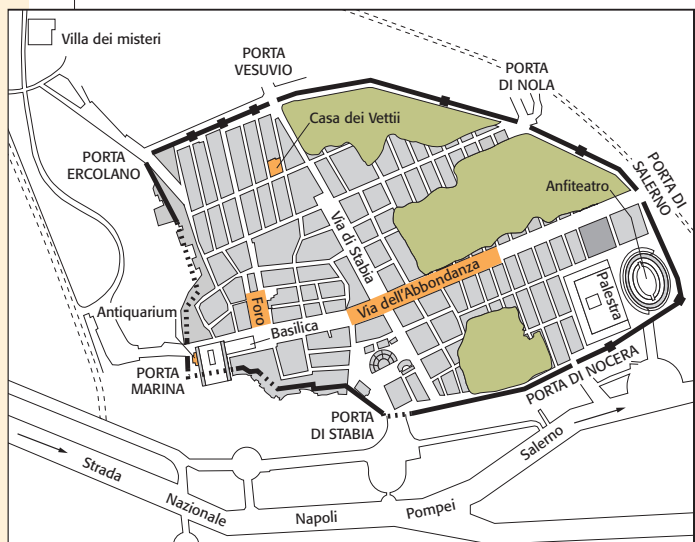 Villa dei misteri
PORTA
VESUVIO
PORTA
DI NOLA
Casa dei Vettii
PORTA
ERCOLANO
PORTA DI
SALERNO
Anfiteatro
Via di Stabia
Via dell'Abbondanza
Palestra
Foro
Antiquarium
Basilica
PORTA
MARINA
PORTA DI NOCERA
PORTA
DI STABIA
Salerno
Strada
Nazionale
Napoli
Pompei